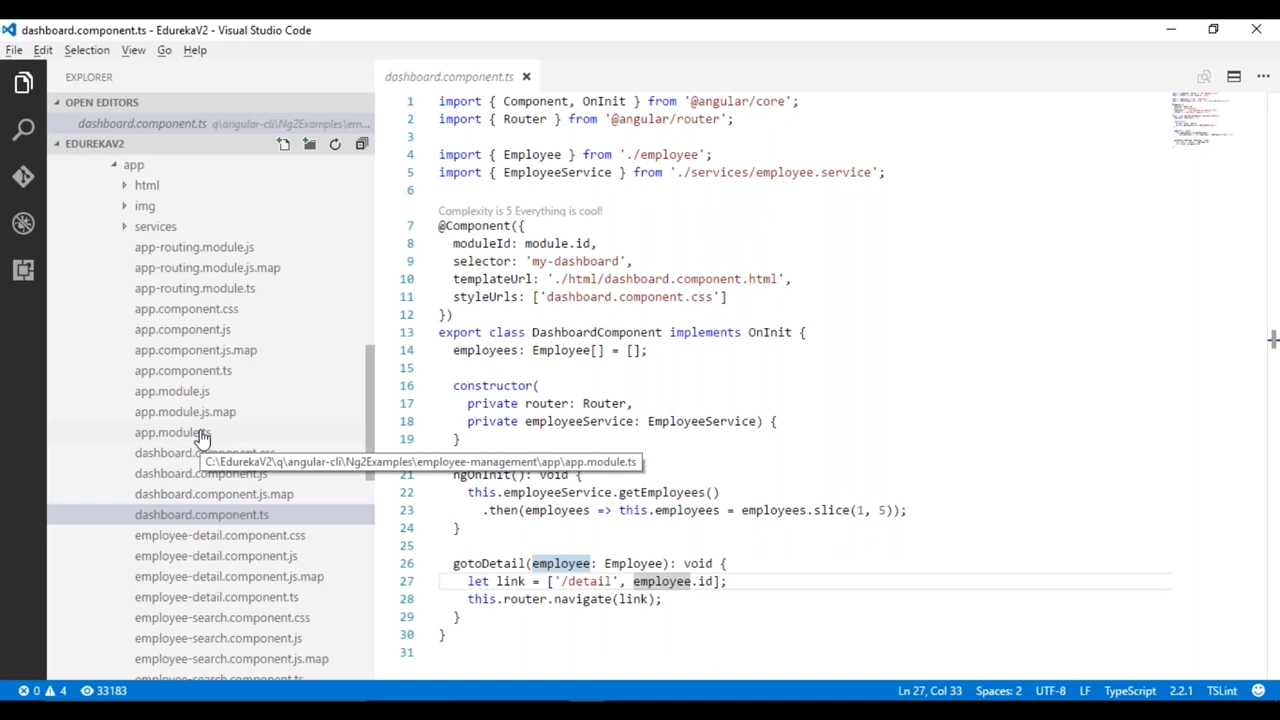 dashboard.component.ts - EdurekaV2 - Visual Studio Code
File Edit Selection View Go Help
EXPLORER
OPEN EDITORS
dashboard.component.ts q\angular-cli\Ng2Examples\em...
EDUREKAV2
app
html
img
services
app-routing.module.js
app-routing.module.js.map
app-routing.module.ts
app.component.css
app.component.js
app.component.js.map
app.component.ts
app.module.js
app.module.js.map
app.module.ts
dashboard.component.css
dashboard.component.js
dashboard.component.js.map
dashboard.component.ts
employee-detail.component.css
employee-detail.component.js
employee-detail.component.js.map
employee-detail.component.ts
employee-search.component.css
employee-search.component.js
employee-search.component.js.map
employee-search.component.ts
C:\EdurekaV2\q\angular-cli\Ng2Examples\employee-management\app\app.module.ts
dashboard.component.ts
1 import { Component, OnInit } from '@angular/core';
2 import { Router } from '@angular/router';
3
4 import { Employee } from './employee';
5 import { EmployeeService } from './services/employee.service';
6
Complexity is 5 Everything is cool!
7 @Component({
8 moduleId: module.id,
9 selector: 'my-dashboard',
10 templateUrl: './html/dashboard.component.html',
11 styleUrls: ['dashboard.component.css']
12 })
13 export class DashboardComponent implements OnInit {
14 employees: Employee[] = [];
15
16 constructor(
17 private router: Router,
18 private employeeService: EmployeeService) {
19 }
21 ngOnInit(): void {
22 this.employeeService.getEmployees()
23 .then(employees => this.employees = employees.slice(1, 5));
24 }
25
26 gotoDetail(employee: Employee): void {
27 let link = ['/detail', employee.id];
28 this.router.navigate(link);
29 }
30 }
31
0 4 33183
Ln 27, Col 33 Spaces: 2 UTF-8 LF TypeScript 2.2.1 TSLint